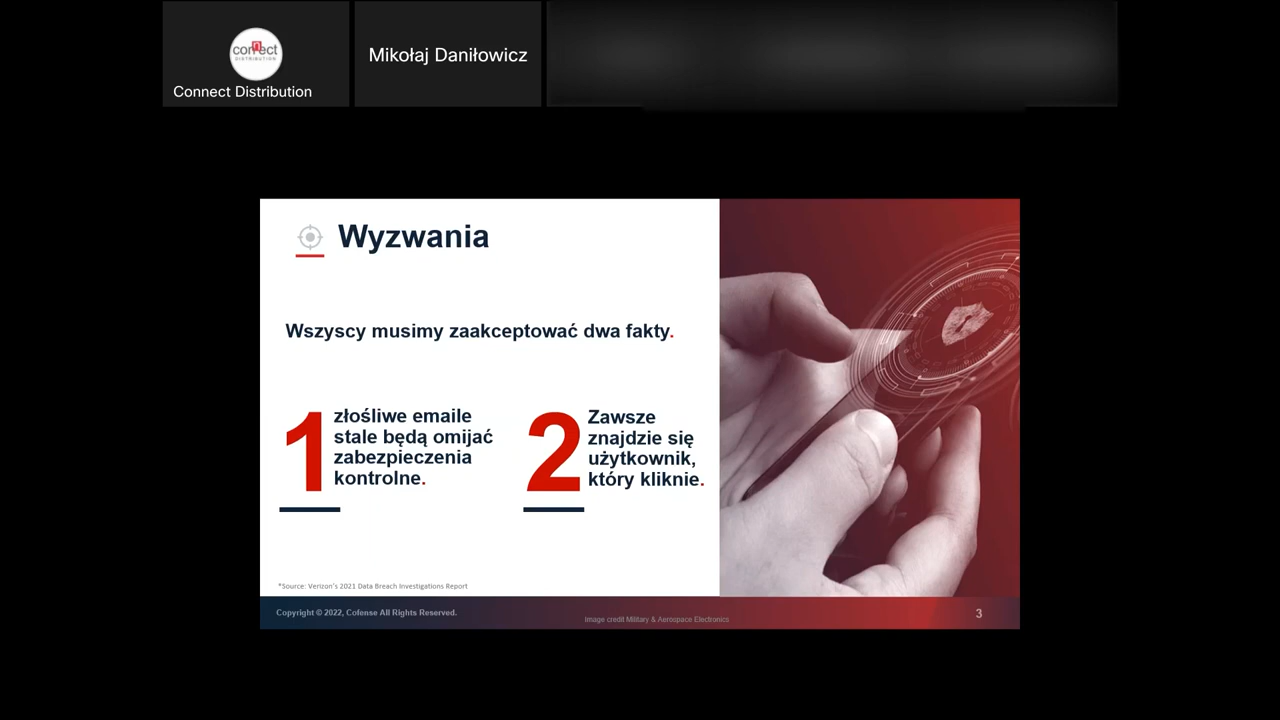 connect
DISTRIBUTION
Connect Distribution
Mikołaj Daniłowicz
Wyzwania
Wszyscy musimy zaakceptować dwa fakty.
1
złośliwe emaile
stale będą omijać
zabezpieczenia
kontrolne.
2
Zawsze
znajdzie się
użytkownik,
który kliknie.
*Source: Verizon's 2021 Data Breach Investigations Report
Copyright © 2022, Cofense All Rights Reserved.
Image credit Military & Aerospace Electronics
3